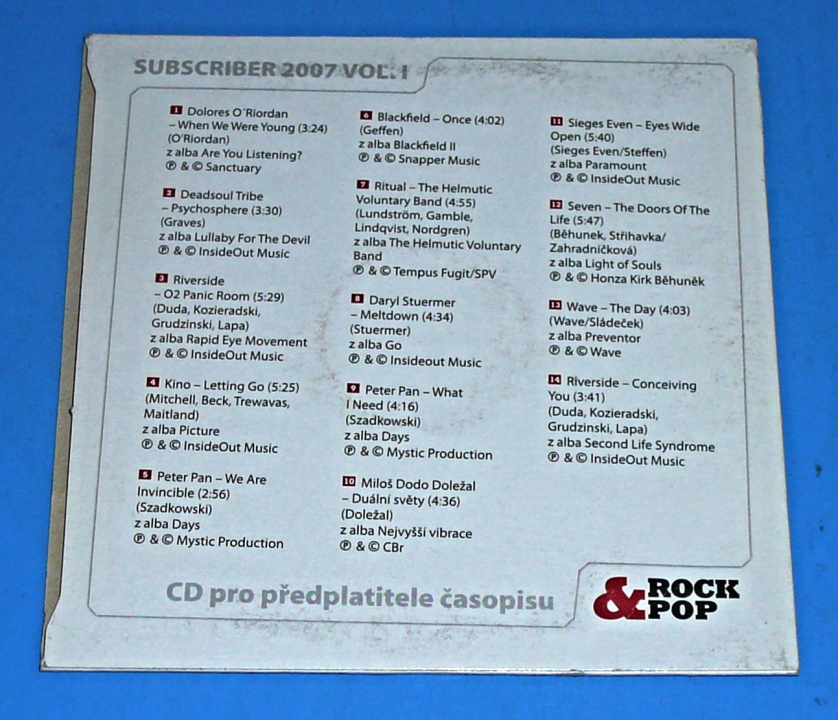 SUBSCRIBER 2007 VOL. I
1 Dolores O´Riordan
– When We Were Young (3:24)
(O'Riordan)
z alba Are You Listening?
℗ & © Sanctuary
2 Deadsoul Tribe
– Psychosphere (3:30)
(Graves)
z alba Lullaby For The Devil
℗ & © InsideOut Music
3 Riverside
– O2 Panic Room (5:29)
(Duda, Kozieradski,
Grudzinski, Lapa)
z alba Rapid Eye Movement
℗ & © InsideOut Music
4 Kino – Letting Go (5:25)
(Mitchell, Beck, Trewavas,
Maitland)
z alba Picture
℗ & © InsideOut Music
5 Peter Pan – We Are
Invincible (2:56)
(Szadkowski)
z alba Days
℗ & © Mystic Production
6 Blackfield – Once (4:02)
(Geffen)
z alba Blackfield II
℗ & © Snapper Music
7 Ritual – The Helmutic
Voluntary Band (4:55)
(Lundström, Gamble,
Lindqvist, Nordgren)
z alba The Helmutic Voluntary
Band
℗ & © Tempus Fugit/SPV
8 Daryl Stuermer
– Meltdown (4:34)
(Stuermer)
z alba Go
℗ & © Insideout Music
9 Peter Pan – What
I Need (4:16)
(Szadkowski)
z alba Days
℗ & © Mystic Production
10 Miloš Dodo Doležal
– Duální světy (4:36)
(Doležal)
z alba Nejvyšší vibrace
℗ & © CBr
11 Sieges Even – Eyes Wide
Open (5:40)
(Sieges Even/Steffen)
z alba Paramount
℗ & © InsideOut Music
12 Seven – The Doors Of The
Life (5:47)
(Běhunek, Střihavka/
Zahradníčková)
z alba Light of Souls
℗ & © Honza Kirk Běhuněk
13 Wave – The Day (4:03)
(Wave/Sládeček)
z alba Preventor
℗ & © Wave
14 Riverside – Conceiving
You (3:41)
(Duda, Kozieradski,
Grudzinski, Lapa)
z alba Second Life Syndrome
℗ & © InsideOut Music
CD pro předplatitele časopisu
& ROCK
POP